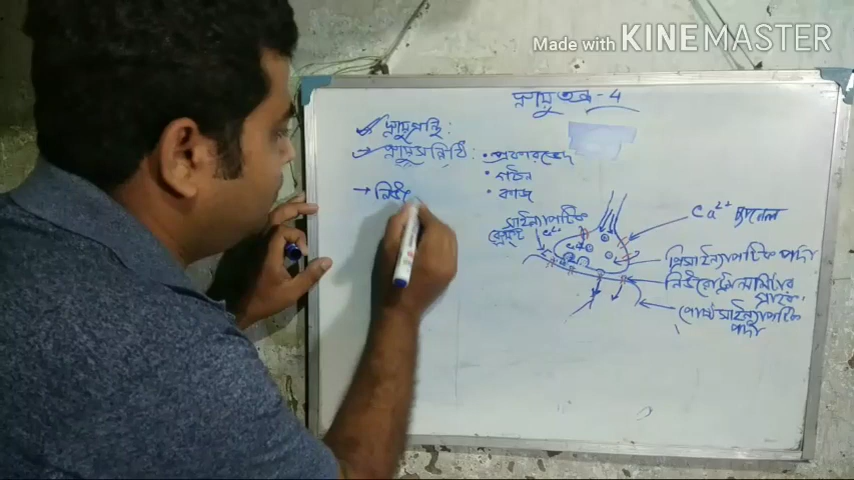 Made with KINEMASTER
স্নায়ুতন্ত্র - 4
স্নায়ুগ্রন্থি:
স্নায়ুসন্নিধি: • প্রকারভেদ
• গঠন
• কাজ
→ নিউ
সাইন্যাপটিক
Ca²⁺ চ্যানেল
প্রিসাইন্যাপটিক পর্দা
নিউরোট্রান্সমিটার
গ্রাহক
পোস্ট সাইন্যাপটিক
পর্দা